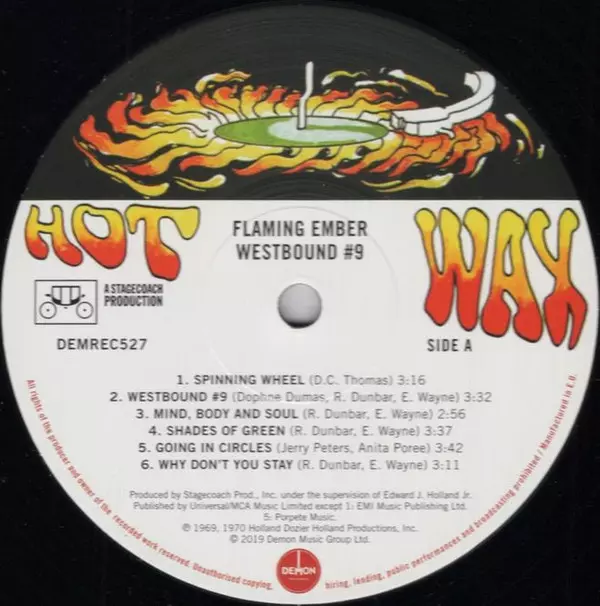 HOT
WAX
FLAMING EMBER
WESTBOUND #9
A STAGECOACH
PRODUCTION
DEMREC527
SIDE A
1. SPINNING WHEEL (D.C. Thomas) 3:16
2. WESTBOUND #9 (Daphne Dumas, R. Dunbar, E. Wayne) 3:32
3. MIND, BODY AND SOUL (R. Dunbar, E. Wayne) 2:56
4. SHADES OF GREEN (R. Dunbar, E. Wayne) 3:37
5. GOING IN CIRCLES (Jerry Peters, Anita Poree) 3:42
6. WHY DON'T YOU STAY (R. Dunbar, E. Wayne) 3:11
Produced by Stagecoach Prod., Inc. under the supervision of Edward J. Holland Jr.
Published by Universal/MCA Music Limited except 1: EMI Music Publishing Ltd.
5: Porpete Music.
℗ 1969, 1970 Holland Dozier Holland Productions, Inc.
© 2019 Demon Music Group Ltd.
DEMON
All rights of the producer and owner of the recorded work reserved. Unauthorised copying, hiring, lending, public performances and broadcasting prohibited / Manufactured in E.U.